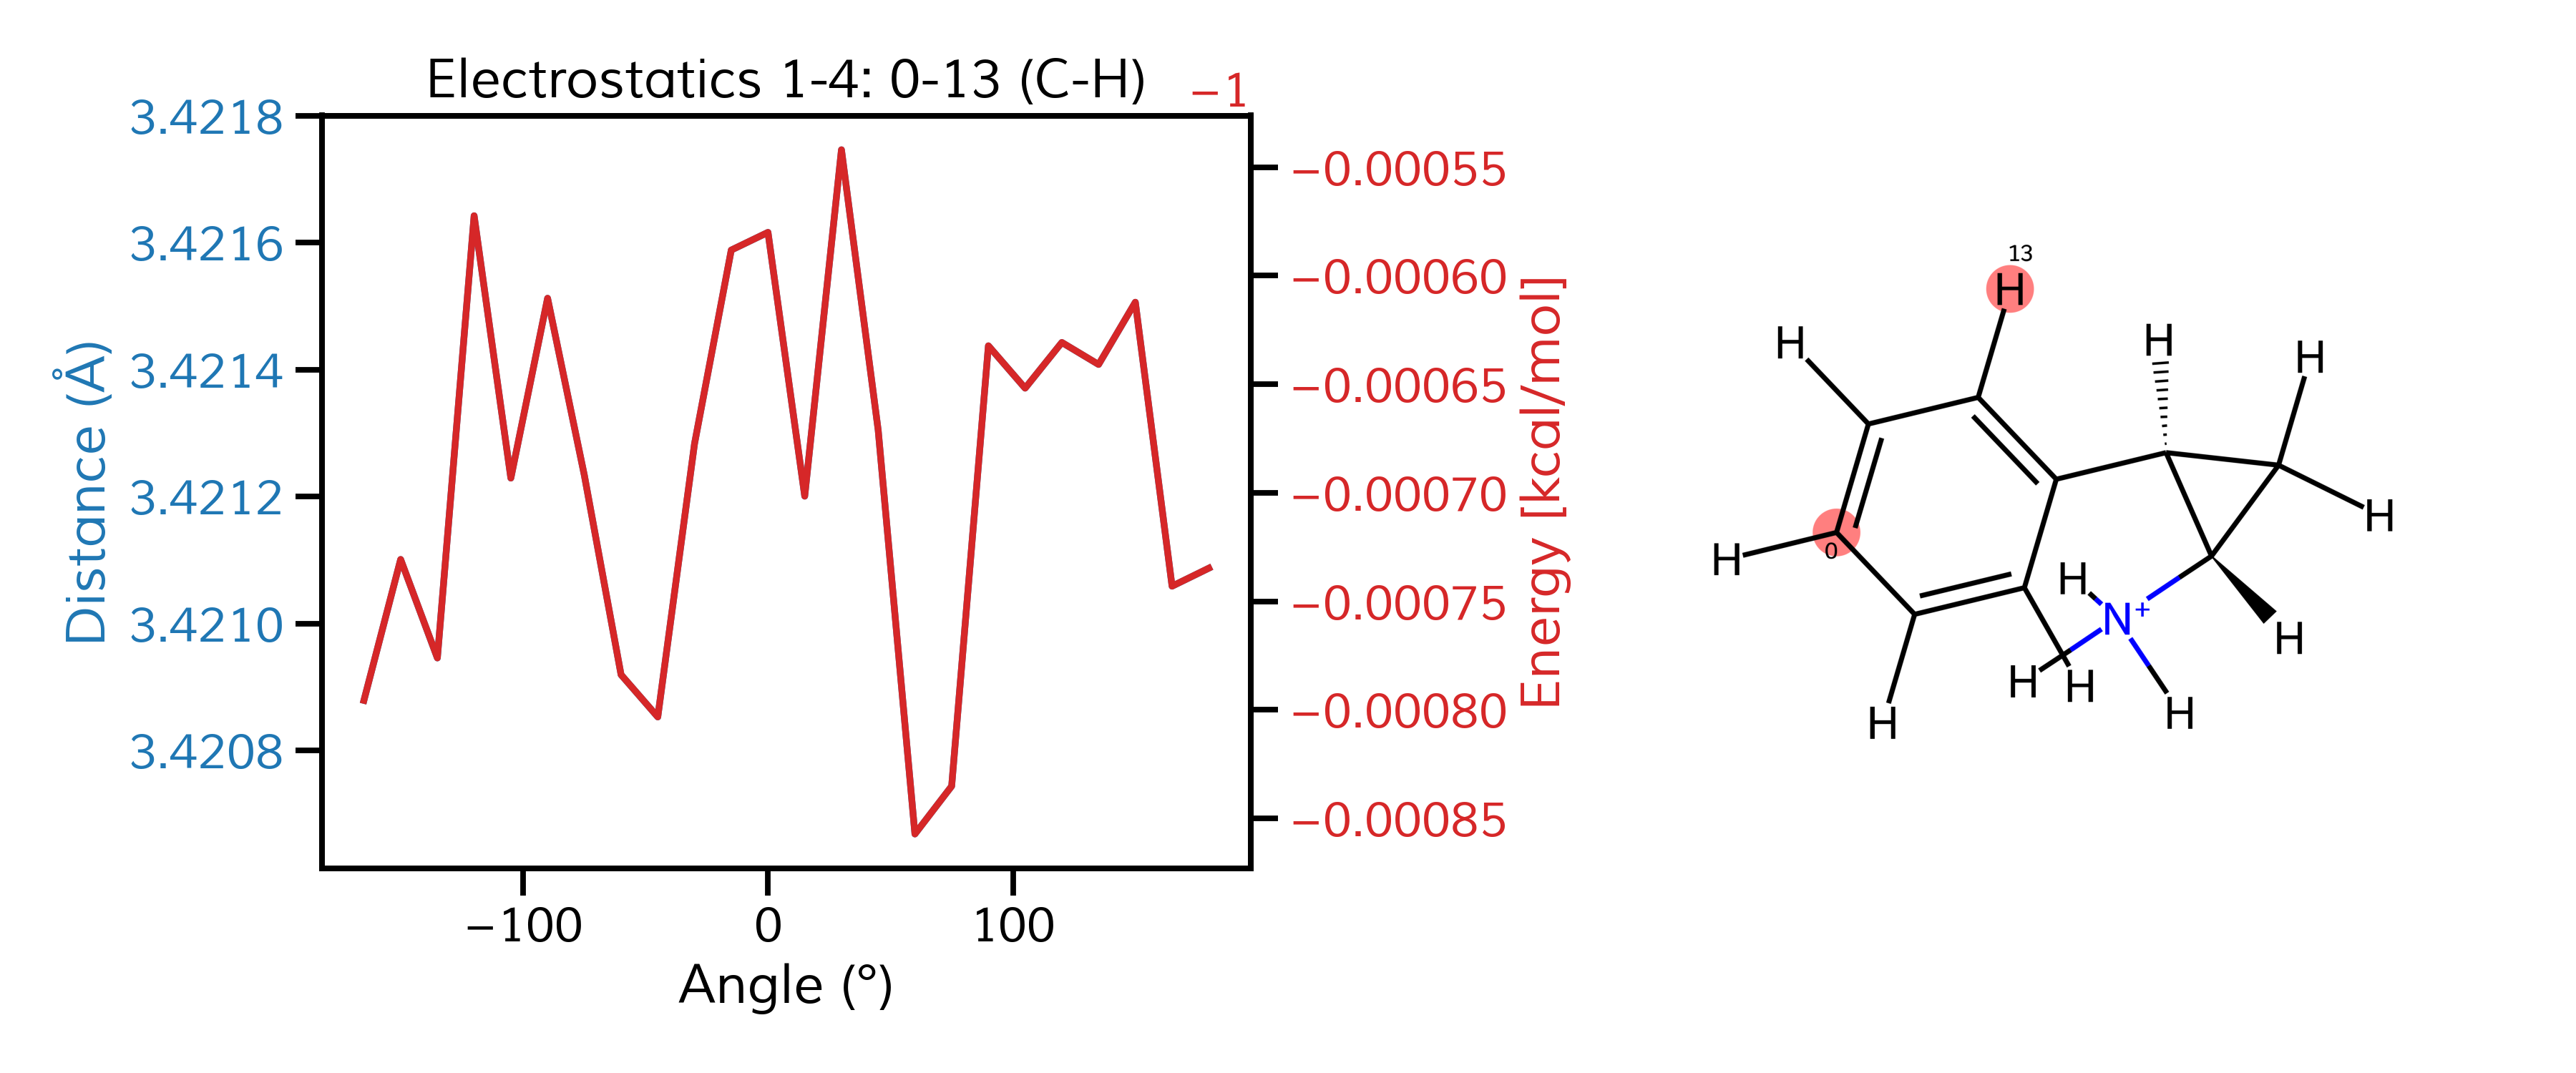 Electrostatics 1-4: 0-13 (C-H)
−1
3.4218
3.4216
3.4214
3.4212
3.4210
3.4208
Distance (Å)
−0.00055
−0.00060
−0.00065
−0.00070
−0.00075
−0.00080
−0.00085
Energy [kcal/mol]
−100 0 100
Angle (°)
13
H
H
H
H
H
H
0
H
H
N+
H
H
H
H
H